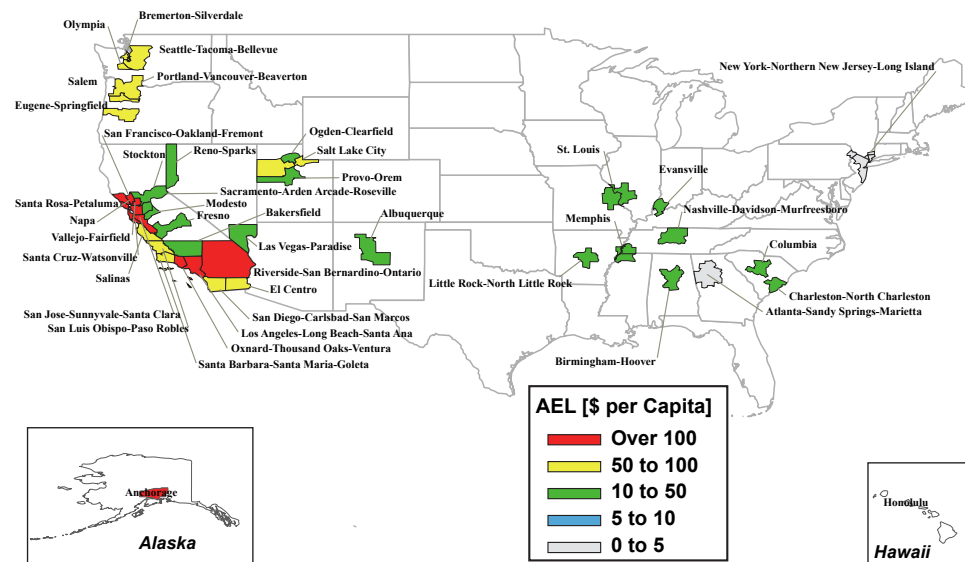 Bremerton-Silverdale
Olympia
Seattle-Tacoma-Bellevue
New York-Northern New Jersey-Long Island
Salem
Portland-Vancouver-Beaverton
Eugene-Springfield
San Francisco-Oakland-Fremont
Ogden-Clearfield
Stockton
Reno-Sparks
Salt Lake City
St. Louis
Evansville
Provo-Orem
Sacramento-Arden Arcade-Roseville
Santa Rosa-Petaluma
Modesto
Napa
Fresno
Bakersfield
Albuquerque
Memphis
Nashville-Davidson-Murfreesboro
Vallejo-Fairfield
Las Vegas-Paradise
Columbia
Santa Cruz-Watsonville
Riverside-San Bernardino-Ontario
Salinas
El Centro
Little Rock-North Little Rock
Charleston-North Charleston
San Jose-Sunnyvale-Santa Clara
San Diego-Carlsbad-San Marcos
Atlanta-Sandy Springs-Marietta
San Luis Obispo-Paso Robles
Los Angeles-Long Beach-Santa Ana
Oxnard-Thousand Oaks-Ventura
Santa Barbara-Santa Maria-Goleta
Birmingham-Hoover
AEL [$ per Capita]
Over 100
50 to 100
10 to 50
5 to 10
0 to 5
Anchorage
Alaska
Honolulu
Hawaii